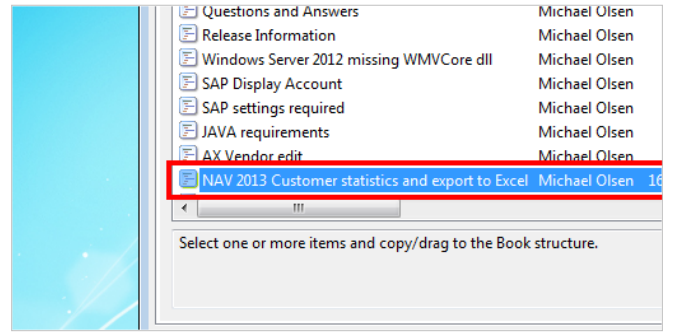 Questions and Answers Michael Olsen
Release Information Michael Olsen
Windows Server 2012 missing WMVCore dll Michael Olsen
SAP Display Account Michael Olsen
SAP settings required Michael Olsen
JAVA requirements Michael Olsen
AX Vendor edit Michael Olsen
NAV 2013 Customer statistics and export to Excel Michael Olsen 16
Select one or more items and copy/drag to the Book structure.